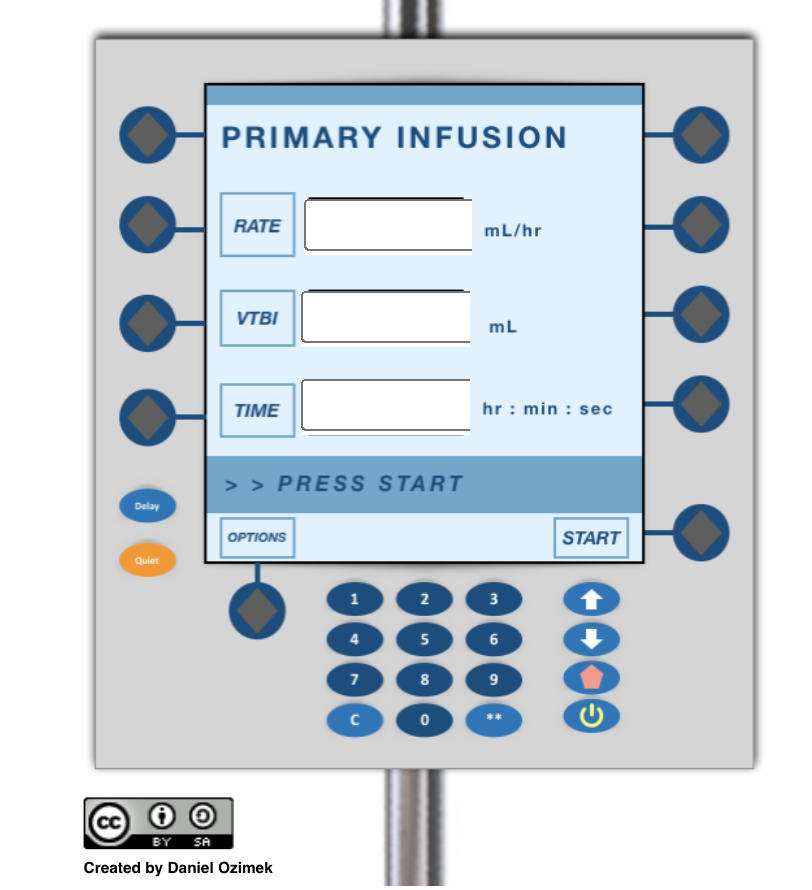 PRIMARY INFUSION
RATE mL/hr
VTBI mL
TIME hr : min : sec
Delay
> > PRESS START
Quiet
OPTIONS START
1 2 3
4 5 6
7 8 9
C 0 **
cc BY SA
Created by Daniel Ozimek